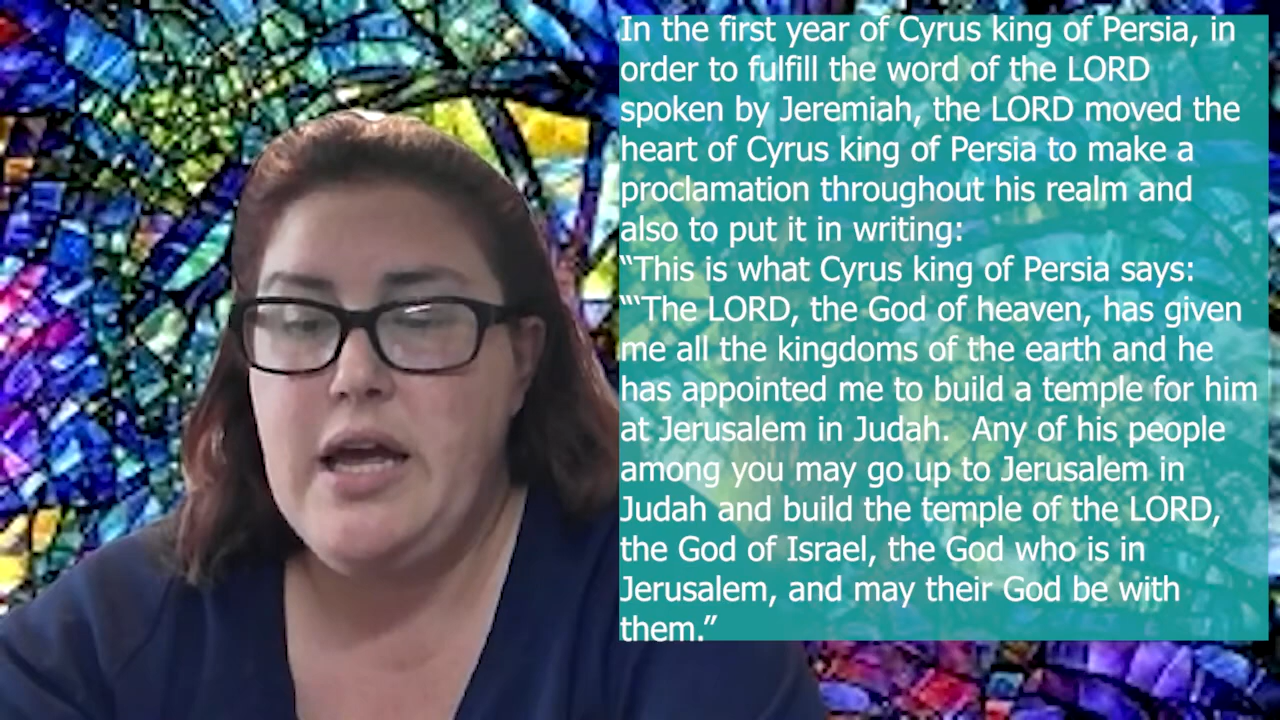 In the first year of Cyrus king of Persia, in
order to fulfill the word of the LORD
spoken by Jeremiah, the LORD moved the
heart of Cyrus king of Persia to make a
proclamation throughout his realm and
also to put it in writing:
“This is what Cyrus king of Persia says:
“‘The LORD, the God of heaven, has given
me all the kingdoms of the earth and he
has appointed me to build a temple for him
at Jerusalem in Judah.  Any of his people
among you may go up to Jerusalem in
Judah and build the temple of the LORD,
the God of Israel, the God who is in
Jerusalem, and may their God be with
them.”